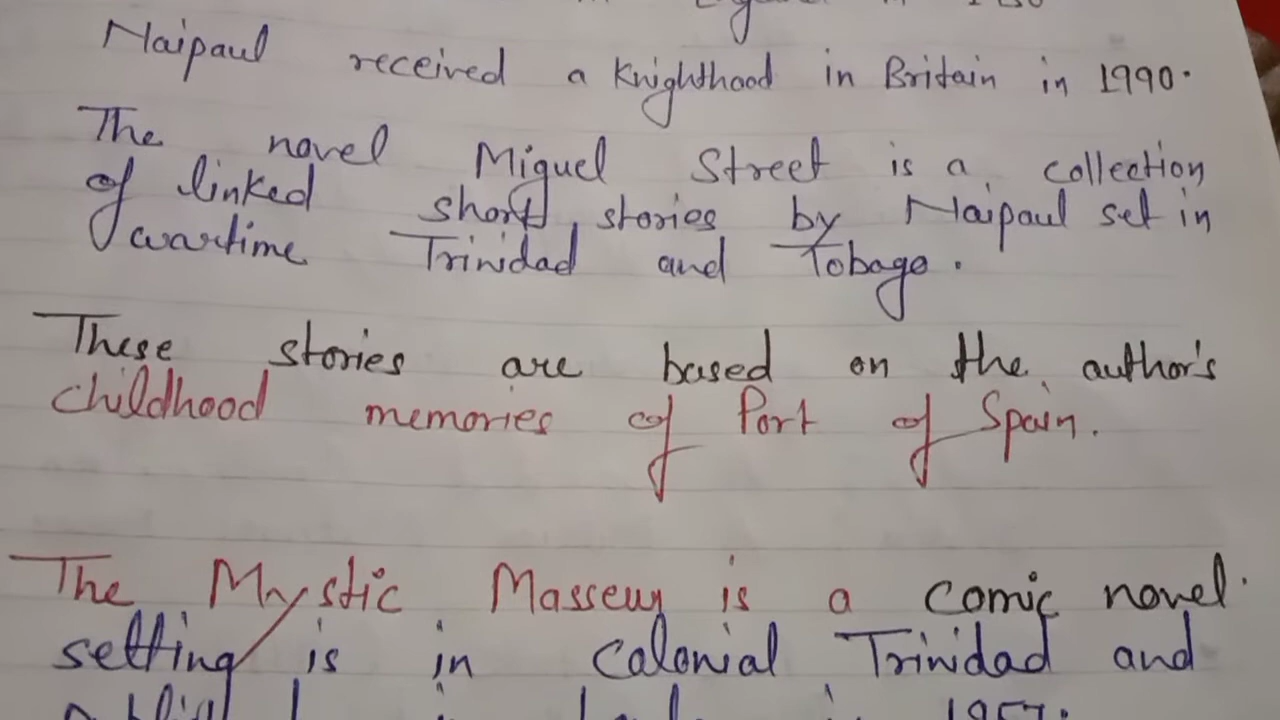 Naipaul received a Knighthood in Britain in 1990.
The novel Miguel Street is a collection
of linked short stories by Naipaul set in
wartime Trinidad and Tobago.
These stories are based on the author's
childhood memories of Port of Spain.
The Mystic Masseur is a comic novel.
setting is in colonial Trinidad and
in 1957.